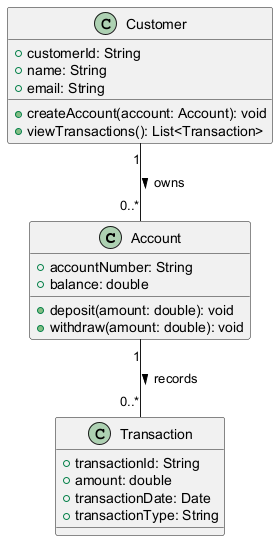 C Customer
customerId: String
name: String
email: String
createAccount(account: Account): void
viewTransactions(): List<Transaction>
1
owns
0..*
C Account
accountNumber: String
balance: double
deposit(amount: double): void
withdraw(amount: double): void
1
records
0..*
C Transaction
transactionId: String
amount: double
transactionDate: Date
transactionType: String